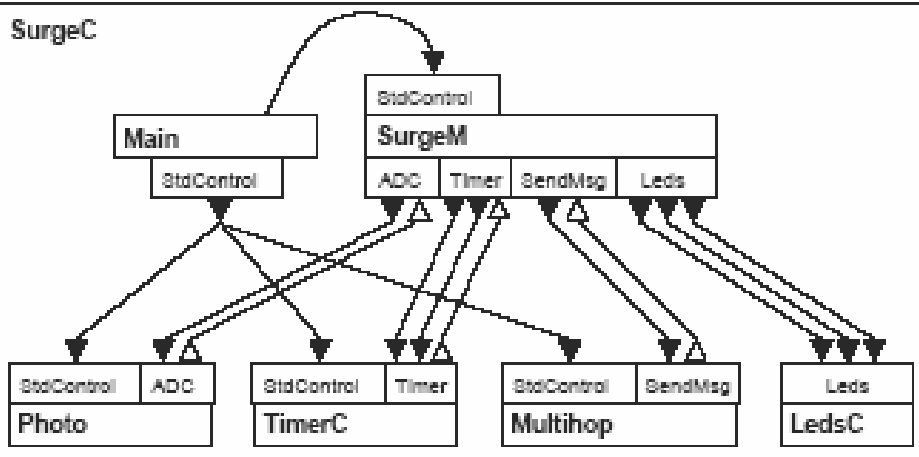 SurgeC
StdControl
Main
SurgeM
StdControl
ADC Timer SendMsg Leds
StdControl ADC StdControl Timer StdControl SendMsg Leds
Photo TimerC Multihop LedsC